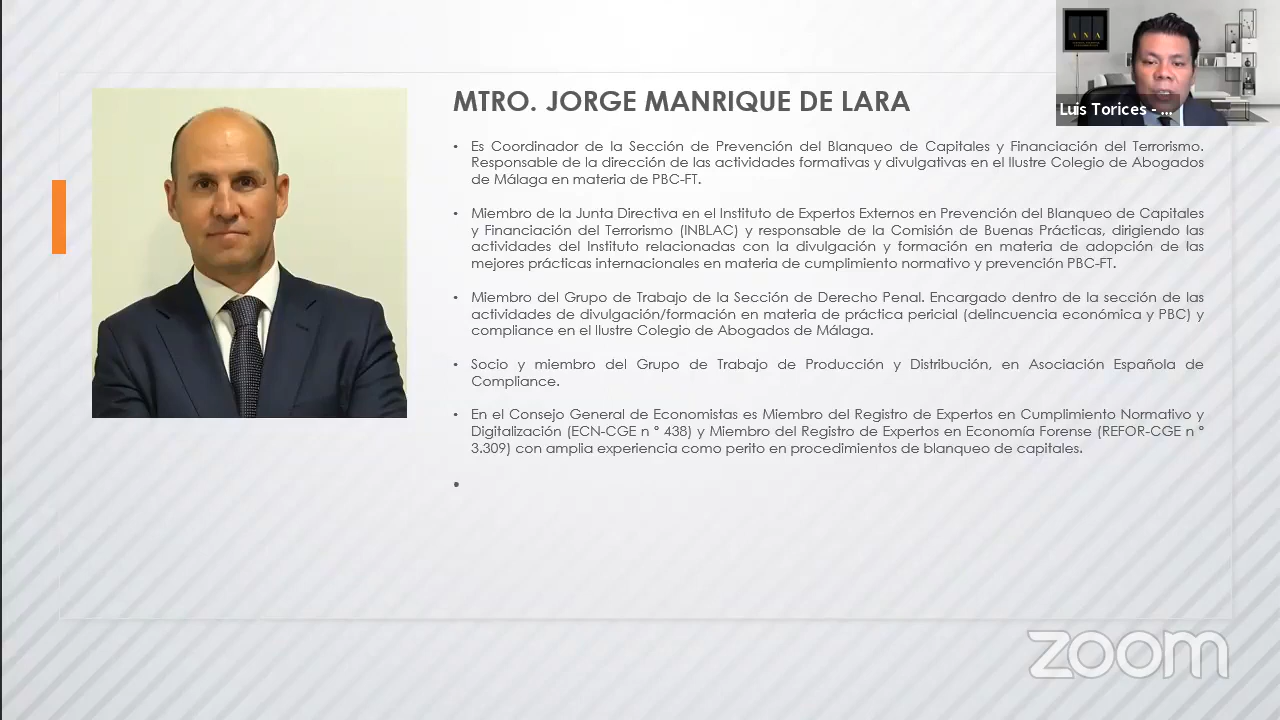 MTRO. JORGE MANRIQUE DE LARA
• Es Coordinador de la Sección de Prevención del Blanqueo de Capitales y Financiación del Terrorismo.
Responsable de la dirección de las actividades formativas y divulgativas en el Ilustre Colegio de Abogados
de Málaga en materia de PBC-FT.
• Miembro de la Junta Directiva en el Instituto de Expertos Externos en Prevención del Blanqueo de Capitales
y Financiación del Terrorismo (INBLAC) y responsable de la Comisión de Buenas Prácticas, dirigiendo las
actividades del Instituto relacionadas con la divulgación y formación en materia de adopción de las
mejores prácticas internacionales en materia de cumplimiento normativo y prevención PBC-FT.
• Miembro del Grupo de Trabajo de la Sección de Derecho Penal. Encargado dentro de la sección de las
actividades de divulgación/formación en materia de práctica pericial (delincuencia económica y PBC) y
compliance en el Ilustre Colegio de Abogados de Málaga.
• Socio y miembro del Grupo de Trabajo de Producción y Distribución, en Asociación Española de
Compliance.
• En el Consejo General de Economistas es Miembro del Registro de Expertos en Cumplimiento Normativo y
Digitalización (ECN-CGE n º 438) y Miembro del Registro de Expertos en Economía Forense (REFOR-CGE n º
3.309) con amplia experiencia como perito en procedimientos de blanqueo de capitales.
•
ANA
Luis Torices - ...
zoom